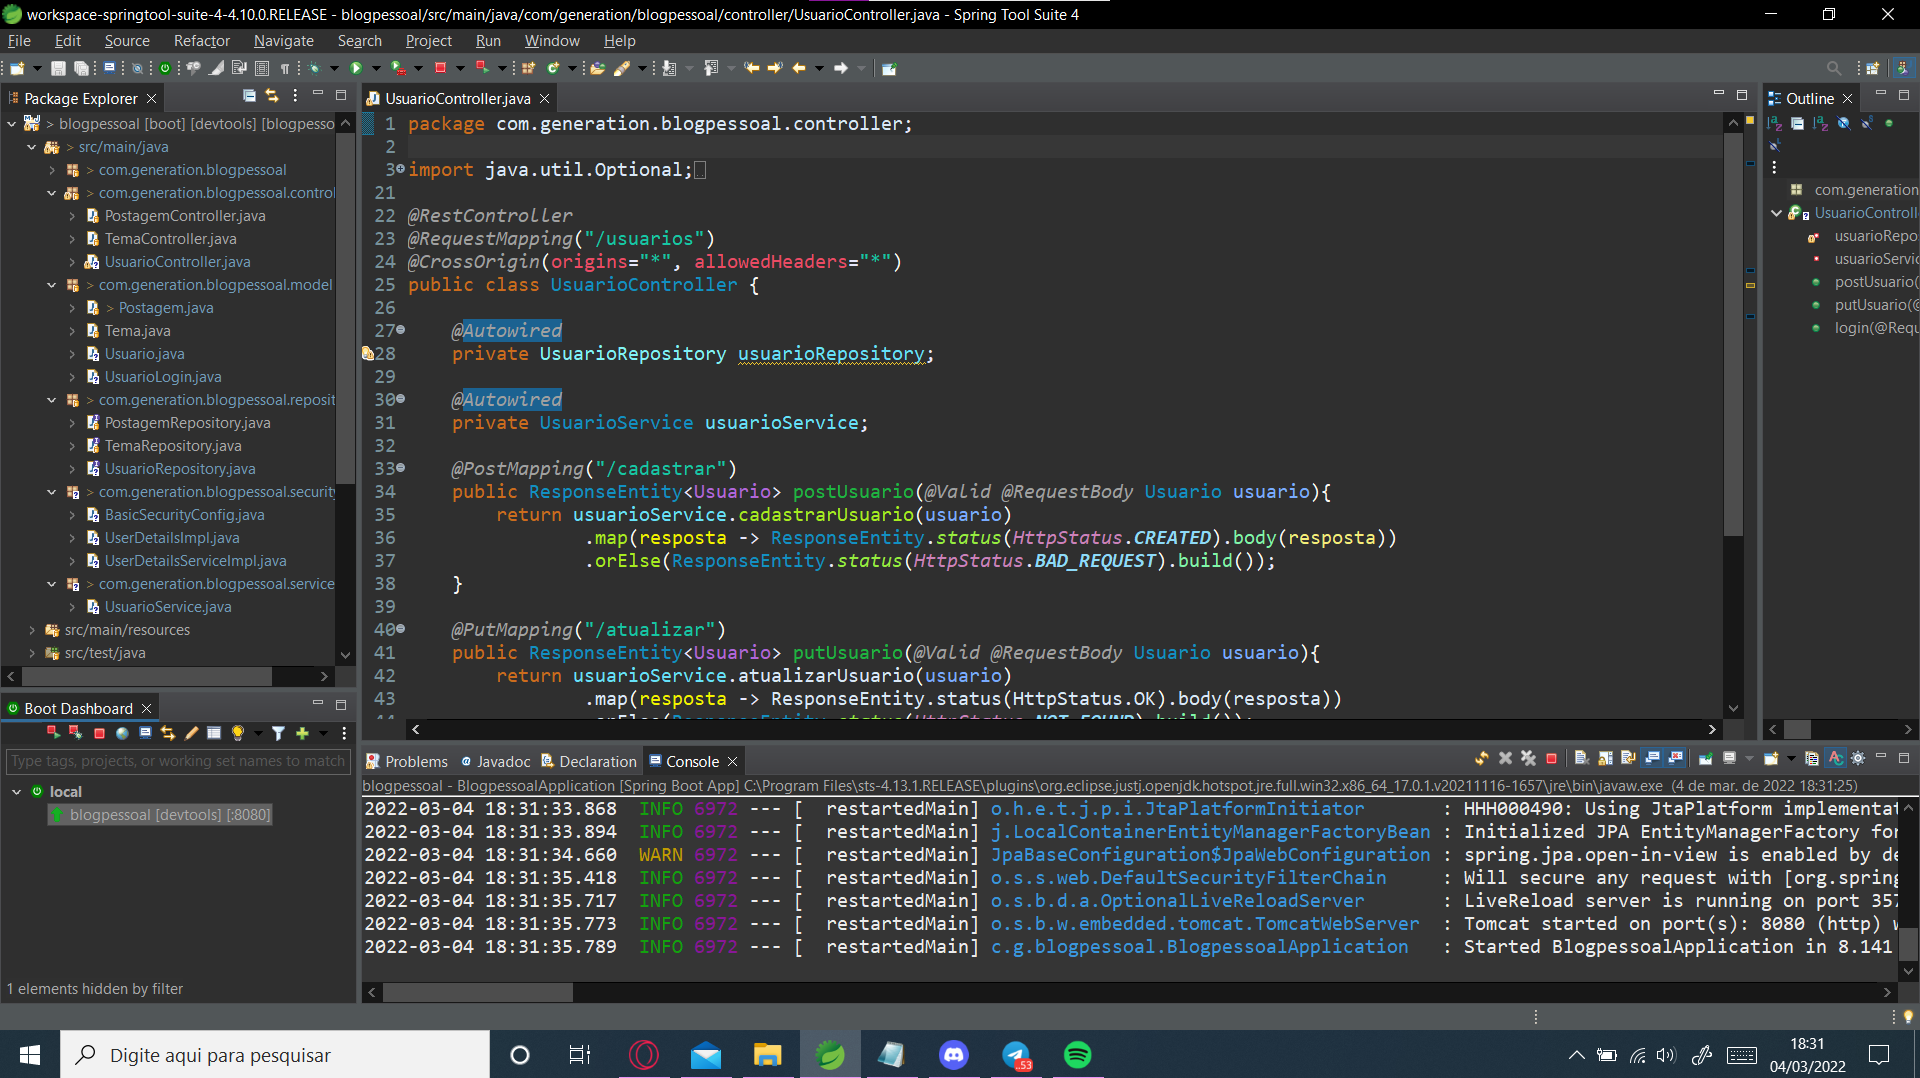 workspace-springtool-suite-4-4.10.0.RELEASE - blogpessoal/src/main/java/com/generation/blogpessoal/controller/UsuarioController.java - Spring Tool Suite 4
File Edit Source Refactor Navigate Search Project Run Window Help
Package Explorer
> blogpessoal [boot] [devtools] [blogpesso
> src/main/java
> com.generation.blogpessoal
> com.generation.blogpessoal.contro
PostagemController.java
TemaController.java
UsuarioController.java
> com.generation.blogpessoal.model
> Postagem.java
Tema.java
Usuario.java
UsuarioLogin.java
> com.generation.blogpessoal.reposit
PostagemRepository.java
TemaRepository.java
UsuarioRepository.java
> com.generation.blogpessoal.security
BasicSecurityConfig.java
UserDetailsImpl.java
UserDetailsServiceImpl.java
> com.generation.blogpessoal.service
UsuarioService.java
src/main/resources
src/test/java
Boot Dashboard
Type tags, projects, or working set names to match
local
blogpessoal [devtools] [:8080]
1 elements hidden by filter
UsuarioController.java
1 package com.generation.blogpessoal.controller;
2
3 import java.util.Optional;
21
22 @RestController
23 @RequestMapping("/usuarios")
24 @CrossOrigin(origins="*", allowedHeaders="*")
25 public class UsuarioController {
26
27 @Autowired
28 private UsuarioRepository usuarioRepository;
29
30 @Autowired
31 private UsuarioService usuarioService;
32
33 @PostMapping("/cadastrar")
34 public ResponseEntity<Usuario> postUsuario(@Valid @RequestBody Usuario usuario){
35 return usuarioService.cadastrarUsuario(usuario)
36 .map(resposta -> ResponseEntity.status(HttpStatus.CREATED).body(resposta))
37 .orElse(ResponseEntity.status(HttpStatus.BAD_REQUEST).build());
38 }
39
40 @PutMapping("/atualizar")
41 public ResponseEntity<Usuario> putUsuario(@Valid @RequestBody Usuario usuario){
42 return usuarioService.atualizarUsuario(usuario)
43 .map(resposta -> ResponseEntity.status(HttpStatus.OK).body(resposta))
44 .orElse(ResponseEntity.status(HttpStatus.NOT_FOUND).build());
Outline
com.generation
UsuarioControll
usuarioRepo
usuarioServic
postUsuario(
putUsuario(@
login(@Requ
Problems @ Javadoc Declaration Console
blogpessoal - BlogpessoalApplication [Spring Boot App] C:\Program Files\sts-4.13.1.RELEASE\plugins\org.eclipse.justj.openjdk.hotspot.jre.full.win32.x86_64_17.0.1.v20211116-1657\jre\bin\javaw.exe (4 de mar. de 2022 18:31:25)
2022-03-04 18:31:33.868 INFO 6972 --- [ restartedMain] o.h.e.t.j.p.i.JtaPlatformInitiator : HHH000490: Using JtaPlatform implementat
2022-03-04 18:31:33.894 INFO 6972 --- [ restartedMain] j.LocalContainerEntityManagerFactoryBean : Initialized JPA EntityManagerFactory for
2022-03-04 18:31:34.660 WARN 6972 --- [ restartedMain] JpaBaseConfiguration$JpaWebConfiguration : spring.jpa.open-in-view is enabled by de
2022-03-04 18:31:35.418 INFO 6972 --- [ restartedMain] o.s.s.web.DefaultSecurityFilterChain : Will secure any request with [org.spring
2022-03-04 18:31:35.717 INFO 6972 --- [ restartedMain] o.s.b.d.a.OptionalLiveReloadServer : LiveReload server is running on port 357
2022-03-04 18:31:35.773 INFO 6972 --- [ restartedMain] o.s.b.w.embedded.tomcat.TomcatWebServer : Tomcat started on port(s): 8080 (http) w
2022-03-04 18:31:35.789 INFO 6972 --- [ restartedMain] c.g.blogpessoal.BlogpessoalApplication : Started BlogpessoalApplication in 8.141
Digite aqui para pesquisar
53
18:31
04/03/2022